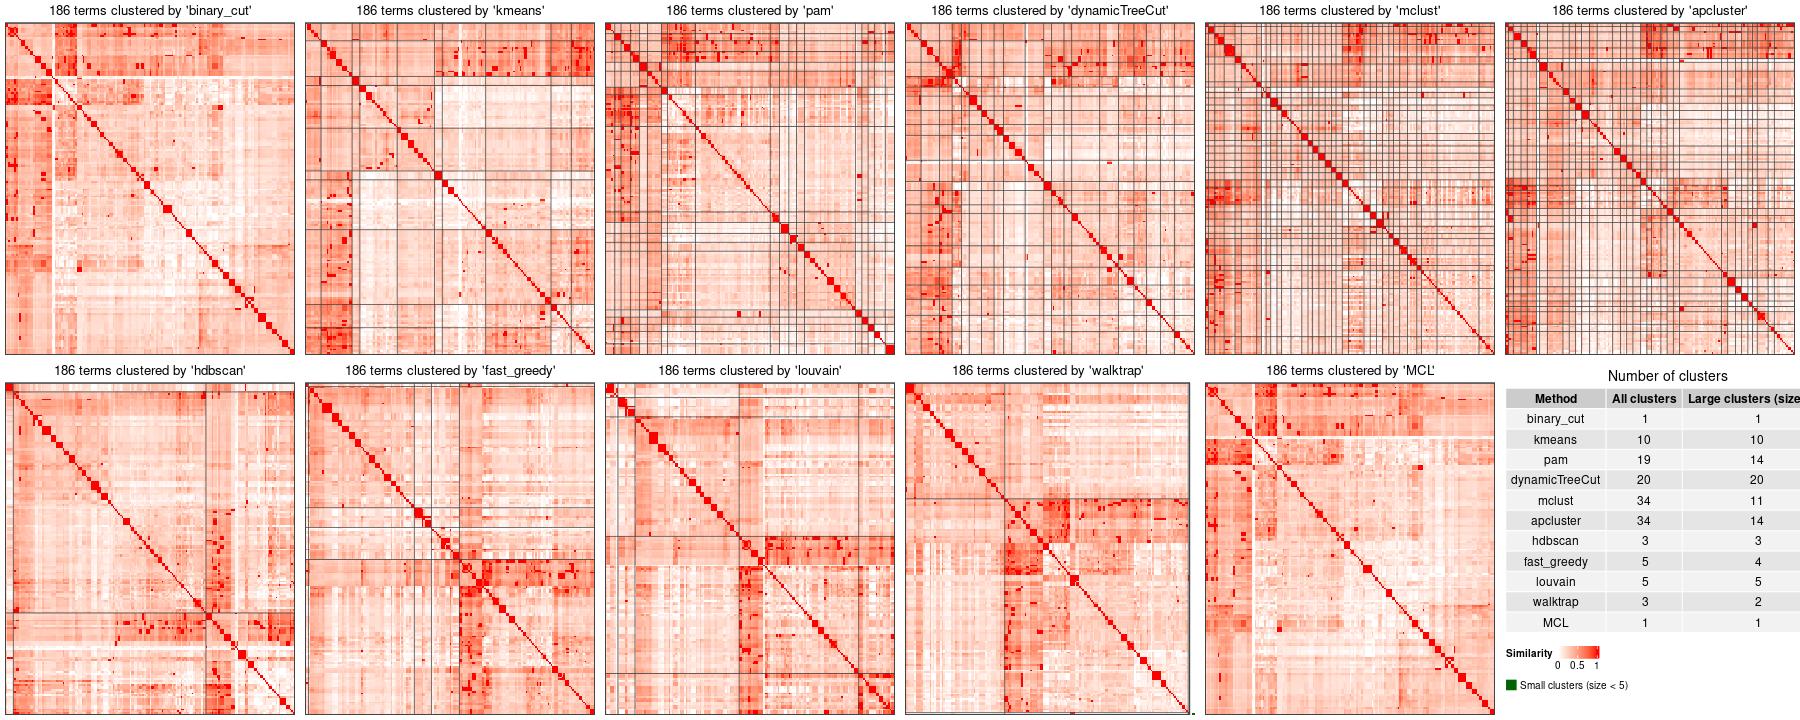 186 terms clustered by 'binary_cut'
186 terms clustered by 'kmeans'
186 terms clustered by 'pam'
186 terms clustered by 'dynamicTreeCut'
186 terms clustered by 'mclust'
186 terms clustered by 'apcluster'
186 terms clustered by 'hdbscan'
186 terms clustered by 'fast_greedy'
186 terms clustered by 'louvain'
186 terms clustered by 'walktrap'
186 terms clustered by 'MCL'
Number of clusters
Method All clusters Large clusters (size
binary_cut 1 1
kmeans 10 10
pam 19 14
dynamicTreeCut 20 20
mclust 34 11
apcluster 34 14
hdbscan 3 3
fast_greedy 5 4
louvain 5 5
walktrap 3 2
MCL 1 1
Similarity
0 0.5 1
Small clusters (size < 5)